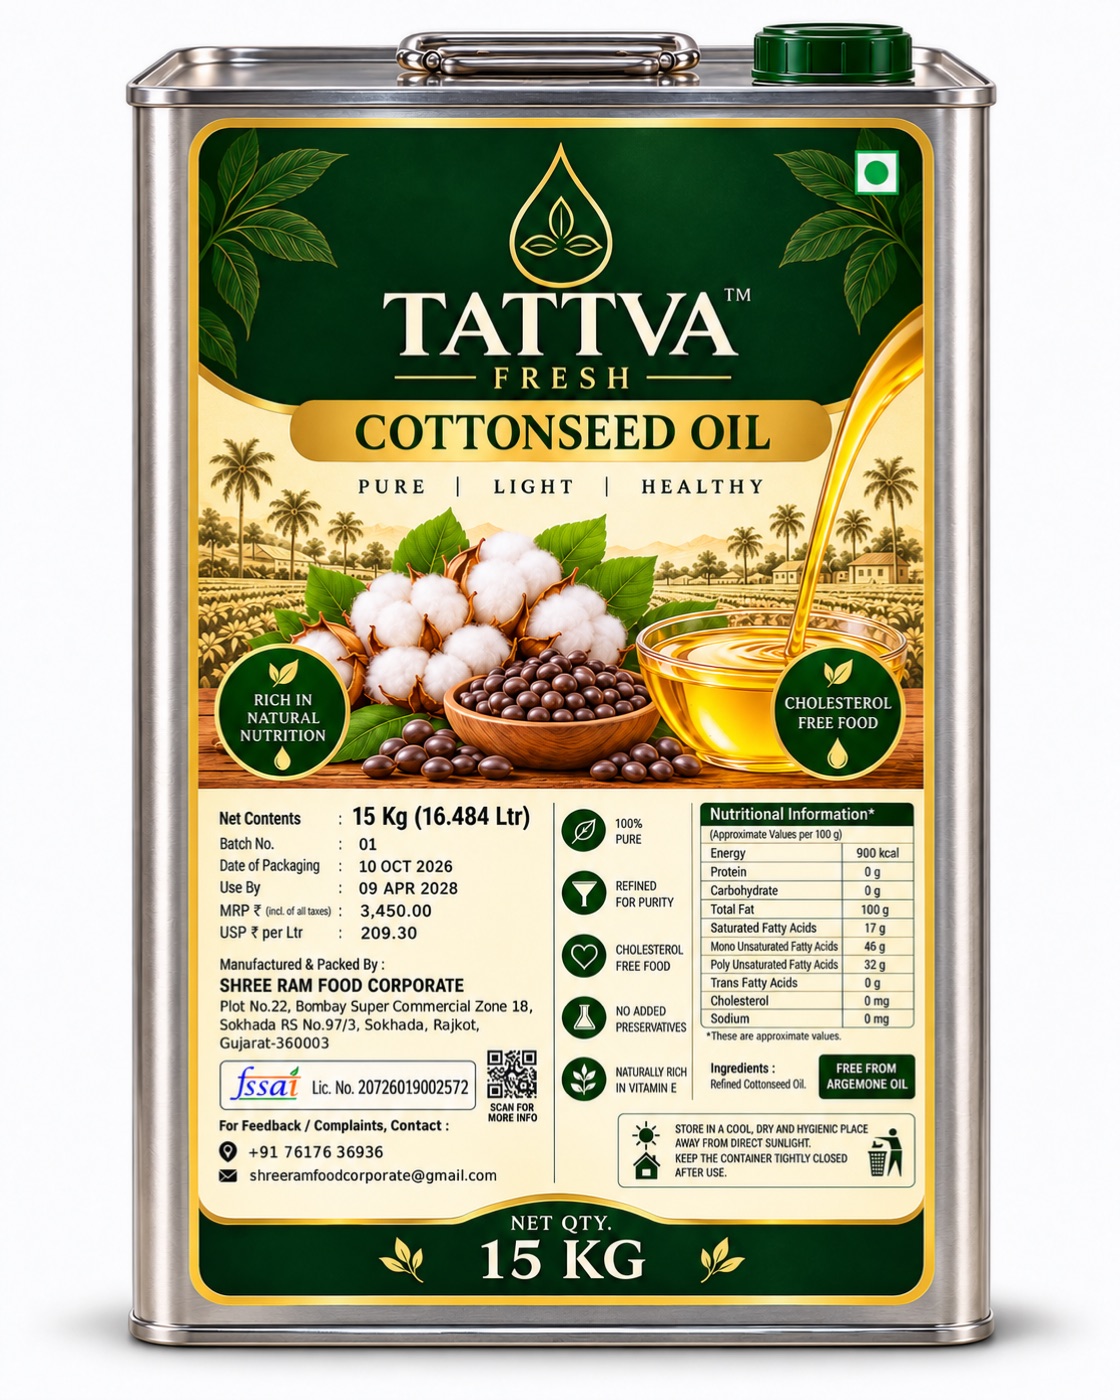 TATTVA™
FRESH
COTTONSEED OIL
PURE | LIGHT | HEALTHY
RICH IN
NATURAL
NUTRITION
CHOLESTEROL
FREE FOOD
Net Contents : 15 Kg (16.484 Ltr)
Batch No. : 01
Date of Packaging : 10 OCT 2026
Use By : 09 APR 2028
MRP ₹ (incl. of all taxes) : 3,450.00
USP ₹ per Ltr : 209.30
Manufactured & Packed By :
SHREE RAM FOOD CORPORATE
Plot No.22, Bombay Super Commercial Zone 18,
Sokhada RS No.97/3, Sokhada, Rajkot,
Gujarat-360003
fssai Lic. No. 20726019002572
SCAN FOR
MORE INFO
For Feedback / Complaints, Contact :
+91 76176 36936
shreeramfoodcorporate@gmail.com
100%
PURE
REFINED
FOR PURITY
CHOLESTEROL
FREE FOOD
NO ADDED
PRESERVATIVES
NATURALLY RICH
IN VITAMIN E
Nutritional Information*
(Approximate Values per 100 g)
Energy 900 kcal
Protein 0 g
Carbohydrate 0 g
Total Fat 100 g
Saturated Fatty Acids 17 g
Mono Unsaturated Fatty Acids 46 g
Poly Unsaturated Fatty Acids 32 g
Trans Fatty Acids 0 g
Cholesterol 0 mg
Sodium 0 mg
*These are approximate values.
Ingredients :
Refined Cottonseed Oil.
FREE FROM
ARGEMONE OIL
STORE IN A COOL, DRY AND HYGIENIC PLACE
AWAY FROM DIRECT SUNLIGHT.
KEEP THE CONTAINER TIGHTLY CLOSED
AFTER USE.
NET QTY.
15 KG